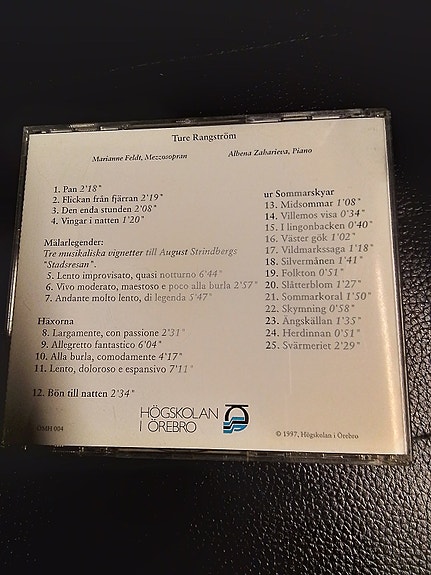 Ture Rangström
Marianne Feldt, Mezzosopran
Albena Zaharieva, Piano
1. Pan 2'18"
2. Flickan från fjärran 2'19"
3. Den enda stunden 2'08"
4. Vingar i natten 1'20"
Mälarlegender:
Tre musikaliska vignetter till August Strindbergs
"Stadsresan".
5. Lento improvisato, quasi notturno 6'44"
6. Vivo moderato, maestoso e poco alla burla 2'57"
7. Andante molto lento, di legenda 5'47"
Häxorna
8. Largamente, con passione 2'31"
9. Allegretto fantastico 6'04"
10. Alla burla, comodamente 4'17"
11. Lento, doloroso e espansivo 7'11"
12. Bön till natten 2'34"
ur Sommarskyar
13. Midsommar 1'08"
14. Villemos visa 0'34"
15. I lingonbacken 0'40"
16. Väster gök 1'02"
17. Vildmarkssaga 1'18"
18. Silvermånen 1'41"
19. Folkton 0'51"
20. Slåtterblom 1'27"
21. Sommarkoral 1'50"
22. Skymning 0'58"
23. Ängskällan 1'35"
24. Herdinnan 0'51"
25. Svärmeriet 2'29"
HÖGSKOLAN
I ÖREBRO
ÖMH 004
© 1997, Högskolan i Örebro